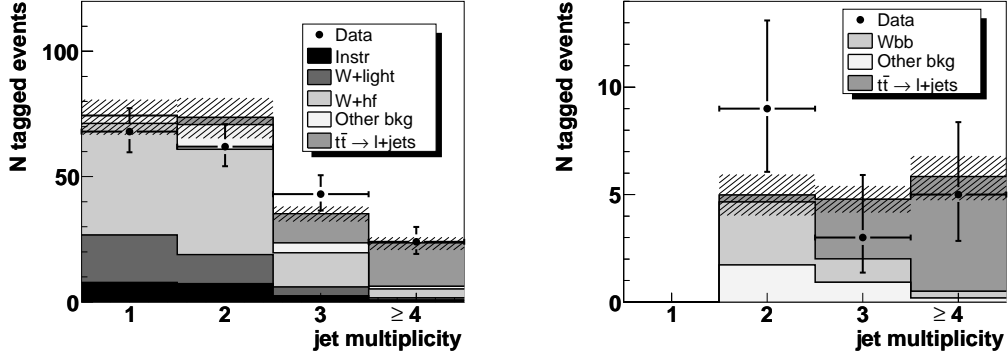 N tagged events
100
50
0
Data
Instr
W+light
W+hf
Other bkg
tt̄ → l+jets
1 2 3 ≥ 4
jet multiplicity
N tagged events
10
5
0
Data
Wbb
Other bkg
tt̄ → l+jets
1 2 3 ≥ 4
jet multiplicity